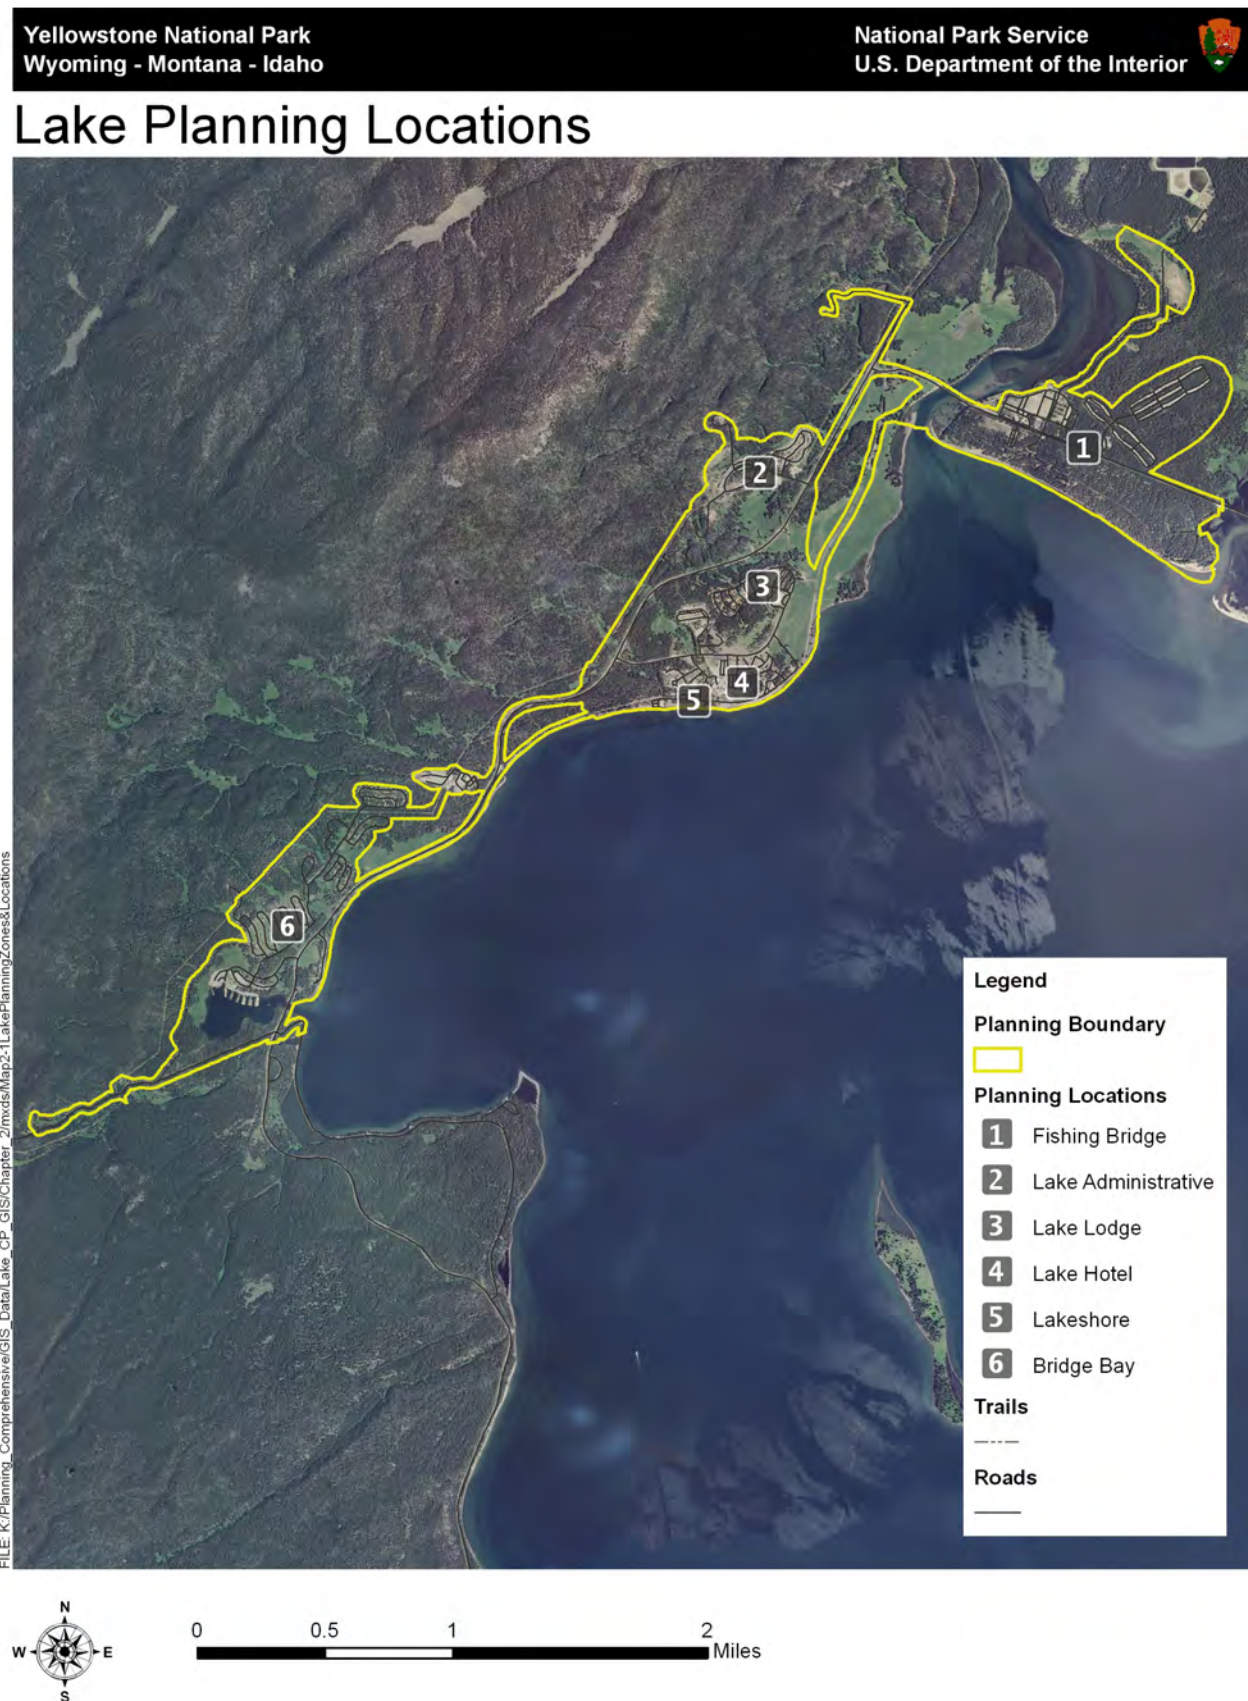 Yellowstone National Park
Wyoming - Montana - Idaho
National Park Service
U.S. Department of the Interior
Lake Planning Locations
1
2
3
4
5
6
Legend
Planning Boundary
Planning Locations
1 Fishing Bridge
2 Lake Administrative
3 Lake Lodge
4 Lake Hotel
5 Lakeshore
6 Bridge Bay
Trails
Roads
FILE: K:/Planning_Comprehensive/GIS_Data/Lake_CP_GIS/Chapter_2/mxds/Map2-1LakePlanningZones&Locations
N
W E
S
0 0.5 1 2
Miles